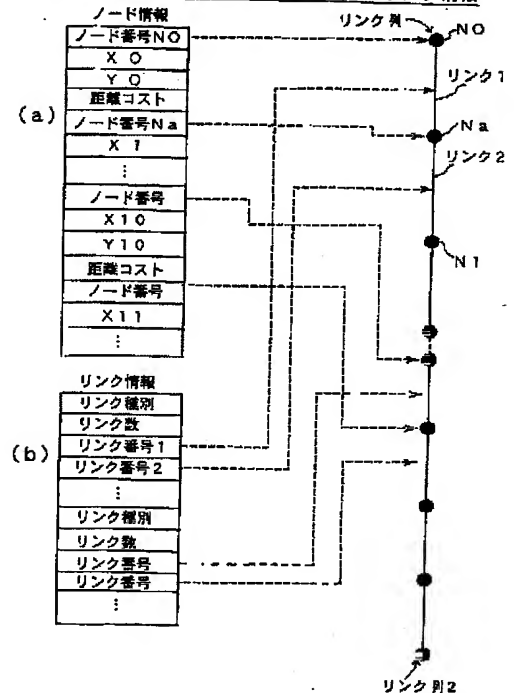 ノード情報
ノード番号N0
X 0
Y 0
距離コスト
ノード番号Na
X 1
⋮
ノード番号
X10
Y10
距離コスト
ノード番号
X11
⋮
(a)
リンク情報
リンク種別
リンク数
リンク番号1
リンク番号2
⋮
リンク種別
リンク数
リンク番号
リンク番号
⋮
(b)
リンク列
N0
リンク1
Na
リンク2
N1
リンク列2